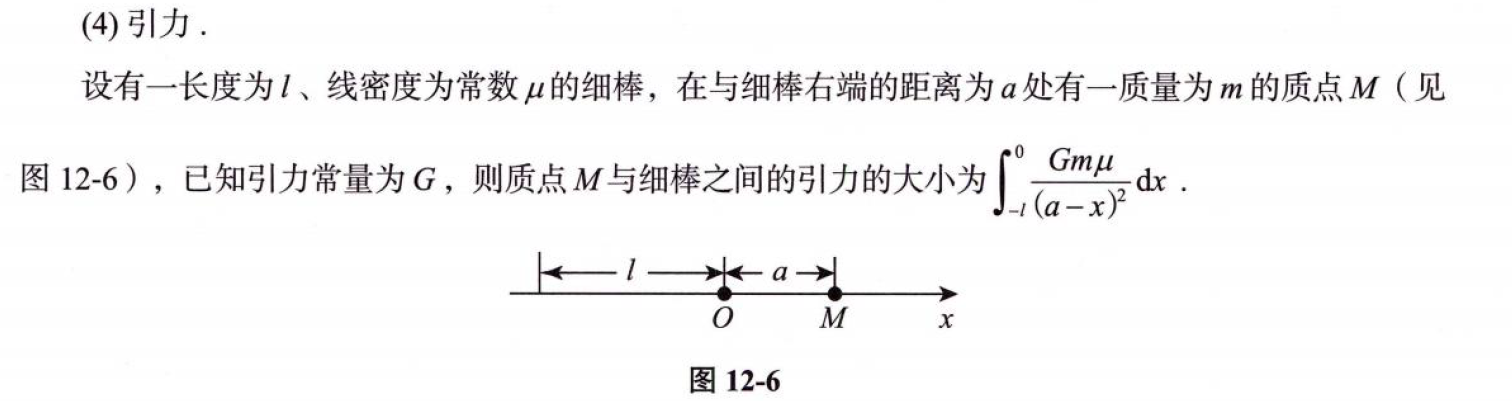 (4) 引力．
设有一长度为 l、线密度为常数 μ 的细棒，在与细棒右端的距离为 a 处有一质量为 m 的质点 M（见
图 12-6），已知引力常量为 G，则质点 M 与细棒之间的引力的大小为 $\int_{-l}^{0} \frac{Gm\mu}{(a-x)^2} \mathrm{d}x$．
l a
O M x
图 12-6